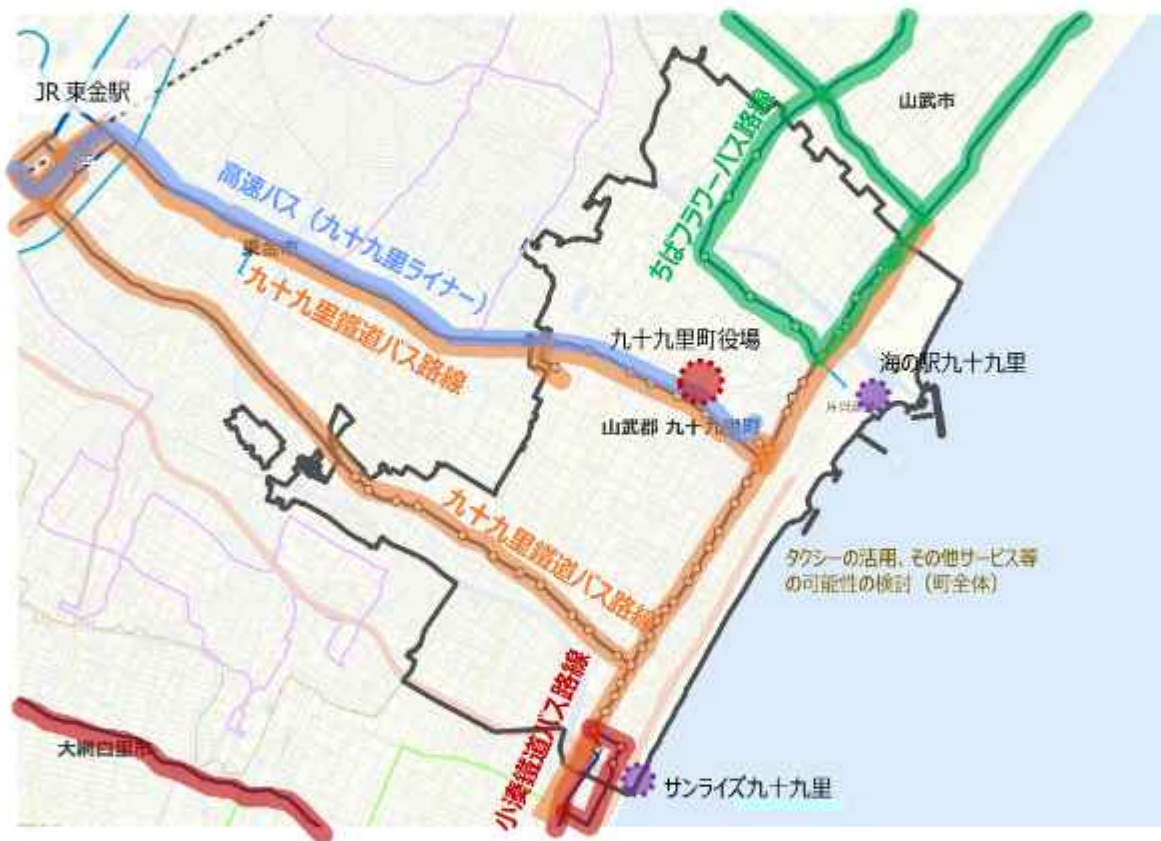 JR 東金駅
山武市
ちばフラワーバス路線
高速バス（九十九里ライナー）
東金市
九十九里鐵道バス路線
九十九里町役場
海の駅九十九里
山武郡 九十九里町
九十九里鐵道バス路線
タクシーの活用、その他サービス等
の可能性の検討（町全体）
小湊鐵道バス路線
大網白里市
サンライズ九十九里